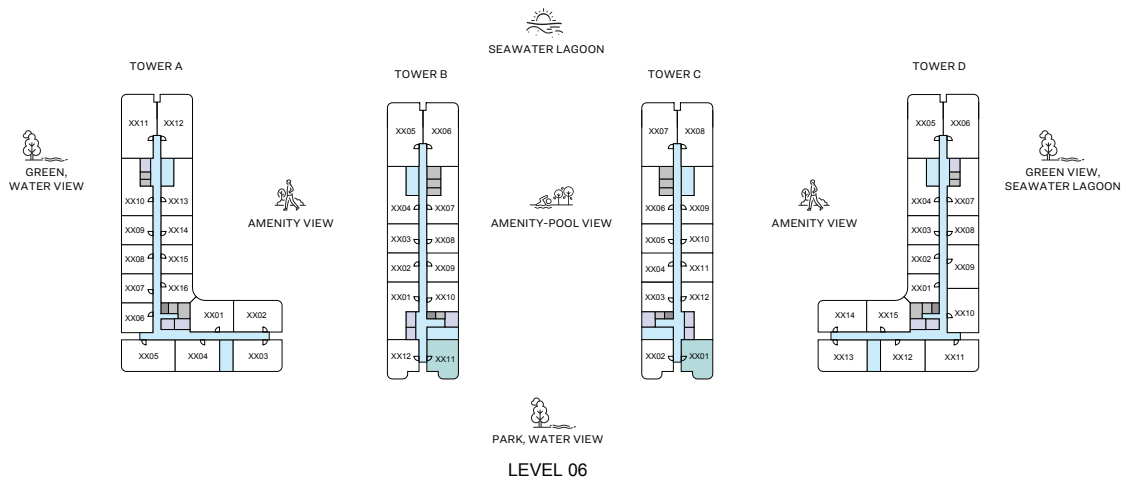 SEAWATER LAGOON
TOWER A
TOWER B
TOWER C
TOWER D
XX11 XX12
XX05 XX06
XX07 XX08
XX05 XX06
GREEN,
WATER VIEW
GREEN VIEW,
SEAWATER LAGOON
XX10 XX13
XX04 XX07
XX06 XX09
XX04 XX07
AMENITY VIEW
AMENITY-POOL VIEW
AMENITY VIEW
XX09 XX14
XX03 XX08
XX05 XX10
XX03 XX08
XX08 XX15
XX02 XX09
XX04 XX11
XX02 XX09
XX07 XX16
XX01 XX10
XX03 XX12
XX01
XX06 XX01 XX02
XX14 XX15 XX10
XX05 XX04 XX03
XX12 XX11
XX02 XX01
XX13 XX12 XX11
PARK, WATER VIEW
LEVEL 06